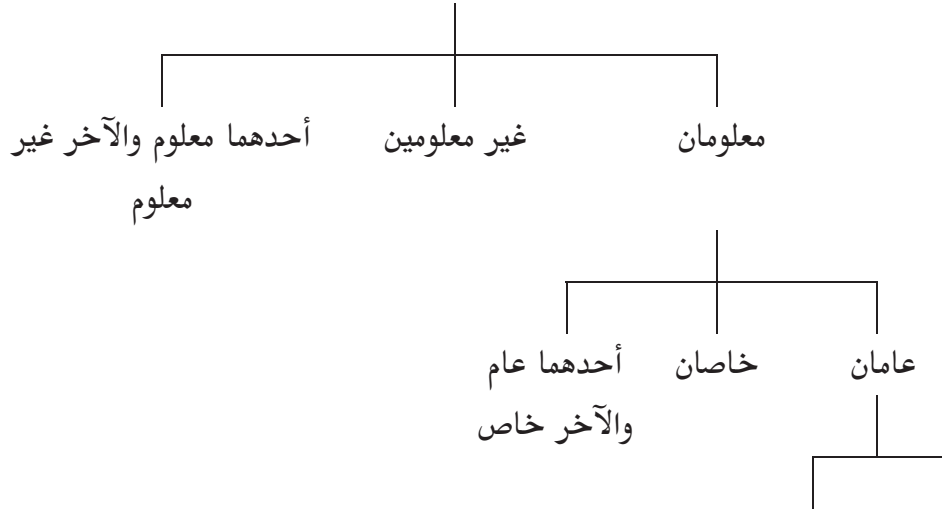 معلومان
غير معلومين
أحدهما معلوم والآخر غير
معلوم
عامان
خاصان
أحدهما عام
والآخر خاص